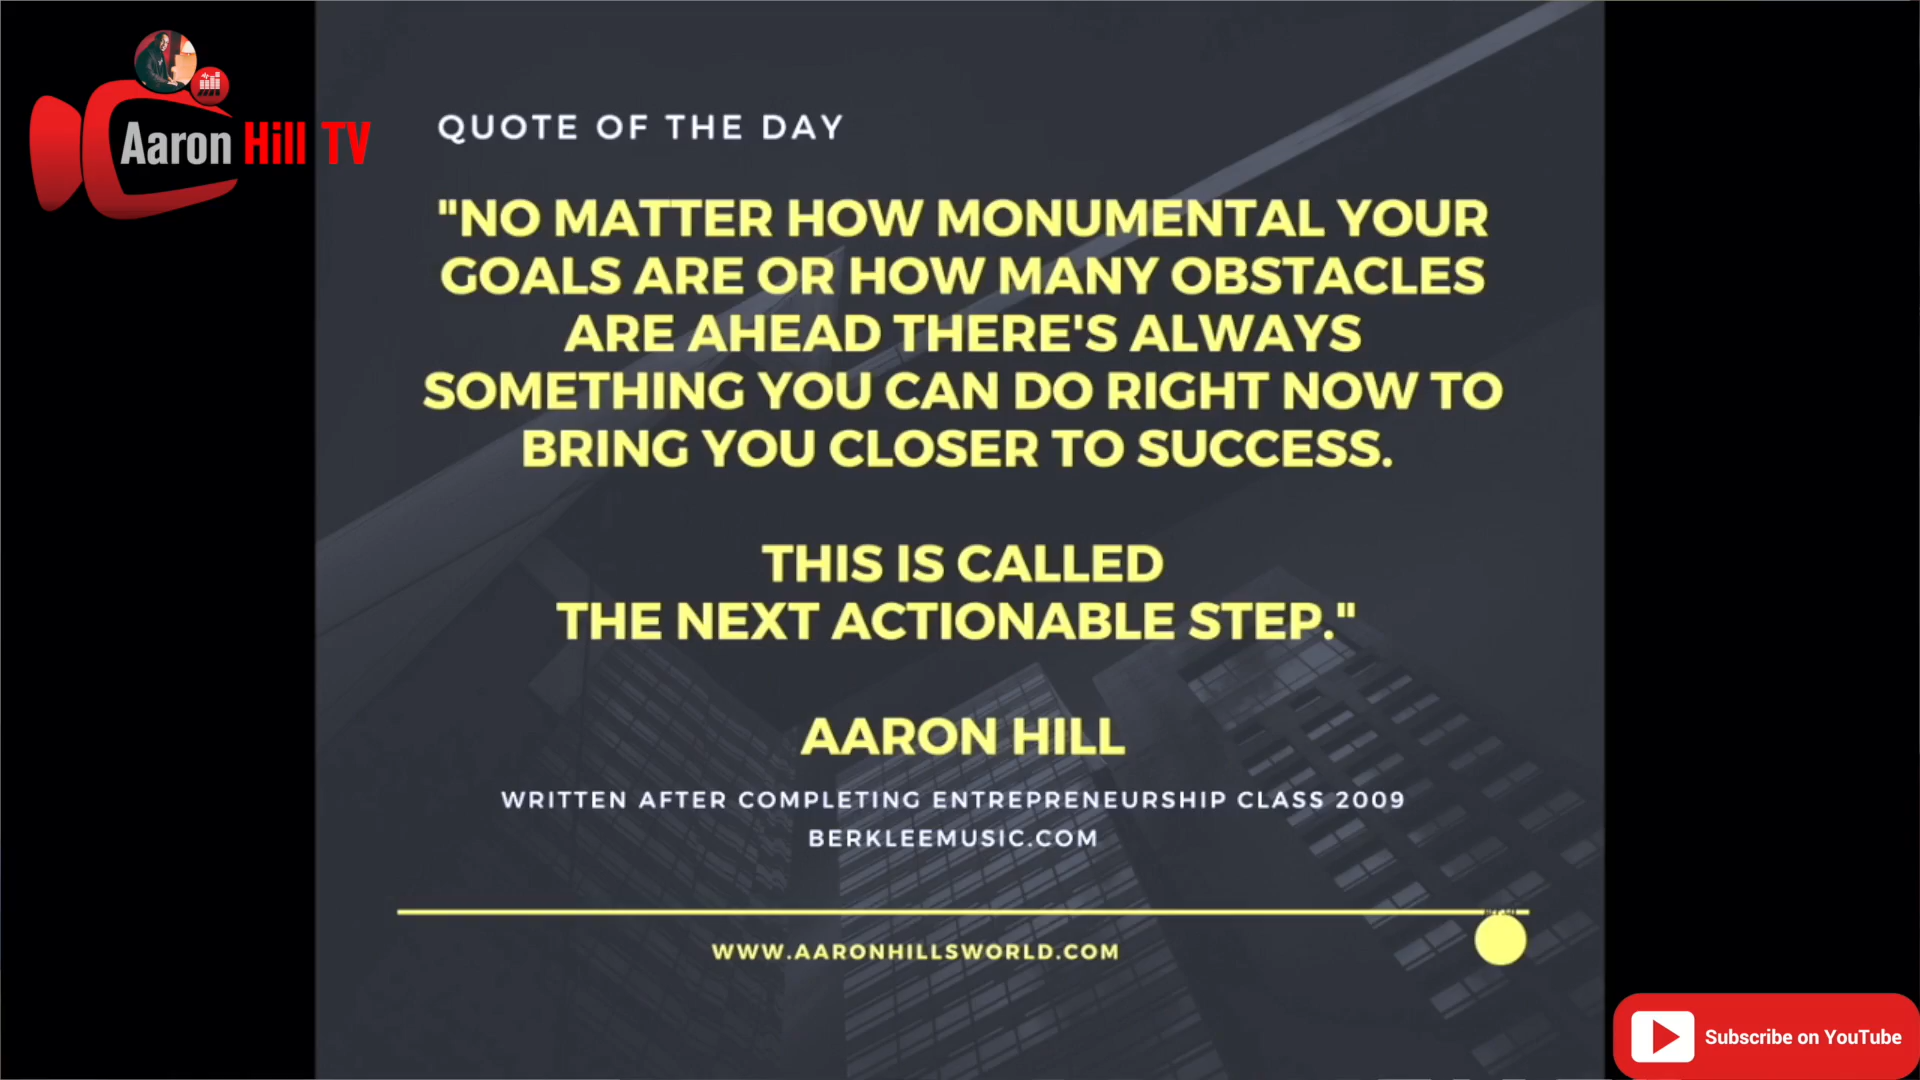 Aaron Hill TV
QUOTE OF THE DAY
"NO MATTER HOW MONUMENTAL YOUR
GOALS ARE OR HOW MANY OBSTACLES
ARE AHEAD THERE'S ALWAYS
SOMETHING YOU CAN DO RIGHT NOW TO
BRING YOU CLOSER TO SUCCESS.
THIS IS CALLED
THE NEXT ACTIONABLE STEP."
AARON HILL
WRITTEN AFTER COMPLETING ENTREPRENEURSHIP CLASS 2009
BERKLEEMUSIC.COM
WWW.AARONHILLSWORLD.COM
Subscribe on YouTube